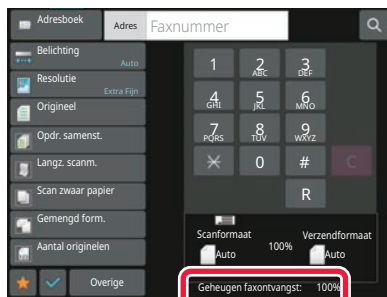 Adresboek
Adres
Faxnummer
Belichting
Auto
Resolutie
Extra Fijn
Origineel
Opdr. samenst.
Langz. scanm.
Scan zwaar papier
Gemengd form.
Aantal originelen
Overige
1
2
ABC
3
DEF
4
GHI
5
JKL
6
MNO
7
PQRS
8
TUV
9
WXYZ
0
#
C
R
Scanformaat
Auto
100%
Verzendformaat
Auto
Geheugen faxontvangst: 100%